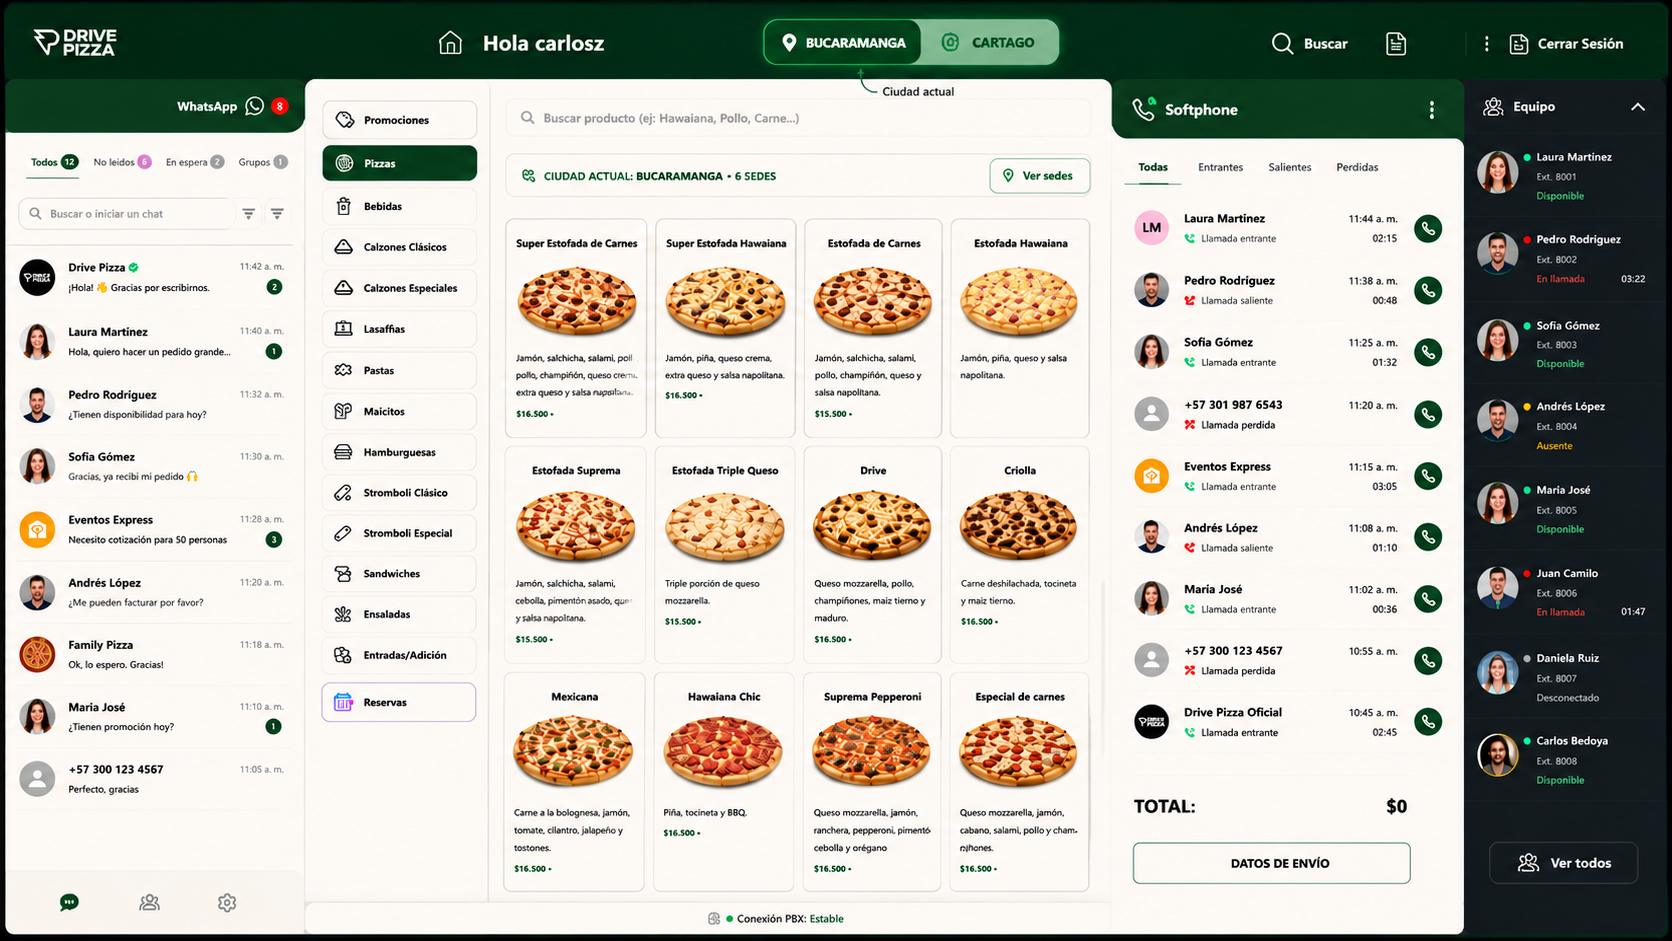 DRIVE
PIZZA
Hola carlosz
BUCARAMANGA
CARTAGO
Ciudad actual
Buscar
Cerrar Sesión
WhatsApp
8
Todos 12
No leidos 6
En espera 2
Grupos 1
Buscar o iniciar un chat
Drive Pizza
11:42 a. m.
¡Hola! 👋 Gracias por escribirnos.
2
Laura Martinez
11:40 a. m.
Hola, quiero hacer un pedido grande...
1
Pedro Rodríguez
11:32 a. m.
¿Tienen disponibilidad para hoy?
Sofia Gómez
11:30 a. m.
Gracias, ya recibi mi pedido 🙌
Eventos Express
11:28 a. m.
Necesito cotización para 50 personas
3
Andrés López
11:20 a. m.
¿Me pueden facturar por favor?
Family Pizza
11:18 a. m.
Ok, lo espero. Gracias!
Maria José
11:10 a. m.
¿Tienen promoción hoy?
1
+57 300 123 4567
11:05 a. m.
Perfecto, gracias
Promociones
Pizzas
Bebidas
Calzones Clásicos
Calzones Especiales
Lasañas
Pastas
Maicitos
Hamburguesas
Stromboli Clásico
Stromboli Especial
Sandwiches
Ensaladas
Entradas/Adición
Reservas
Buscar producto (ej: Hawaiana, Pollo, Carne...)
CIUDAD ACTUAL: BUCARAMANGA • 6 SEDES
Ver sedes
Super Estofada de Carnes
Jamón, salchicha, salami, poll
pollo, champiñón, queso crema,
extra queso y salsa napolitana.
$16.500
Super Estofada Hawaiana
Jamón, piña, queso crema,
extra queso y salsa napolitana.
$16.500
Estofada de Carnes
Jamón, salchicha, salami,
pollo, champiñón, queso y
salsa napolitana.
$15.500
Estofada Hawaiana
Jamón, piña, queso y salsa
napolitana.
Estofada Suprema
Jamón, salchicha, salami,
cebolla, pimentón asado, que
y salsa napolitana.
$15.500
Estofada Triple Queso
Triple porción de queso
mozzarella.
$15.500
Drive
Queso mozzarella, pollo,
champiñones, maiz tierno y
maduro.
$16.500
Criolla
Carne deshilachada, tocineta
y maiz tierno.
$16.500
Mexicana
Carne a la bolognesa, jamón,
tomate, cilantro, jalapeño y
tostones.
$16.500
Hawaiana Chic
Piña, tocineta y BBQ.
$16.500
Suprema Pepperoni
Queso mozzarella, jamón,
ranchera, pepperoni, pimentó
cebolla y orégano
$16.500
Especial de carnes
Queso mozzarella, jamón,
cabano, salami, pollo y cham-
$16.500
Conexión PBX: Estable
Softphone
Todas
Entrantes
Salientes
Perdidas
LM
Laura Martinez
11:44 a. m.
Llamada entrante
02:15
Pedro Rodríguez
11:38 a. m.
Llamada saliente
00:48
Sofia Gómez
11:25 a. m.
Llamada entrante
01:32
+57 301 987 6543
11:20 a. m.
Llamada perdida
Eventos Express
11:15 a. m.
Llamada entrante
03:05
Andrés López
11:08 a. m.
Llamada saliente
01:10
Maria José
11:02 a. m.
Llamada entrante
00:36
+57 300 123 4567
10:55 a. m.
Llamada perdida
Drive Pizza Oficial
10:45 a. m.
Llamada entrante
02:45
TOTAL:
$0
DATOS DE ENVÍO
Equipo
Laura Martínez
Ext. 8001
Disponible
Pedro Rodriguez
Ext. 8002
En llamada
03:22
Sofia Gómez
Ext. 8003
Disponible
Andrés López
Ext. 8004
Ausente
Maria José
Ext. 8005
Disponible
Juan Camilo
Ext. 8006
En llamada
01:47
Daniela Ruiz
Ext. 8007
Desconectado
Carlos Bedoya
Ext. 8008
Disponible
Ver todos